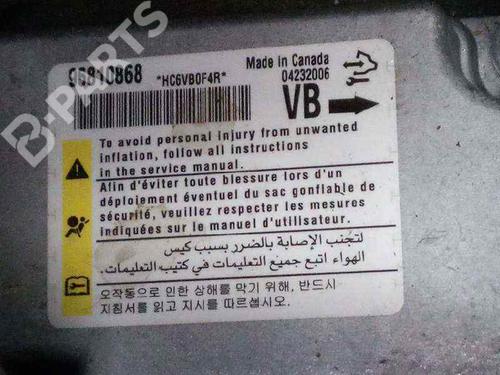 B-PARTS
96810868
*HC6VB0F4R*
Made in Canada
04232006
VB
To avoid personal injury from unwanted
inflation, follow all instructions
in the service manual.
Afin d'éviter toute blessure lors d'un
déploiement éventuel du sac gonflable de
sécurité, veuillez respecter les mesures
indiquées sur le manuel d'utilisateur.
لتجنب الإصابة بالضرر بسبب كيس
الهواء اتبع جميع التعليمات في كتيب التعليمات.
오작동으로 인한 상해를 막기 위해, 반드시
지침서를 읽고 지시를 따르십시오.